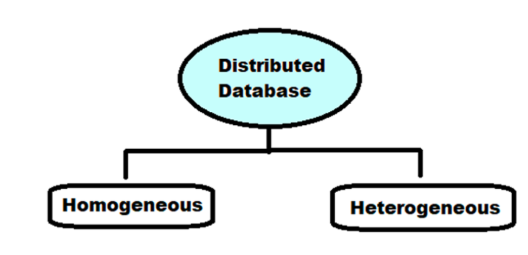 Distributed
Database
Homogeneous
Heterogeneous